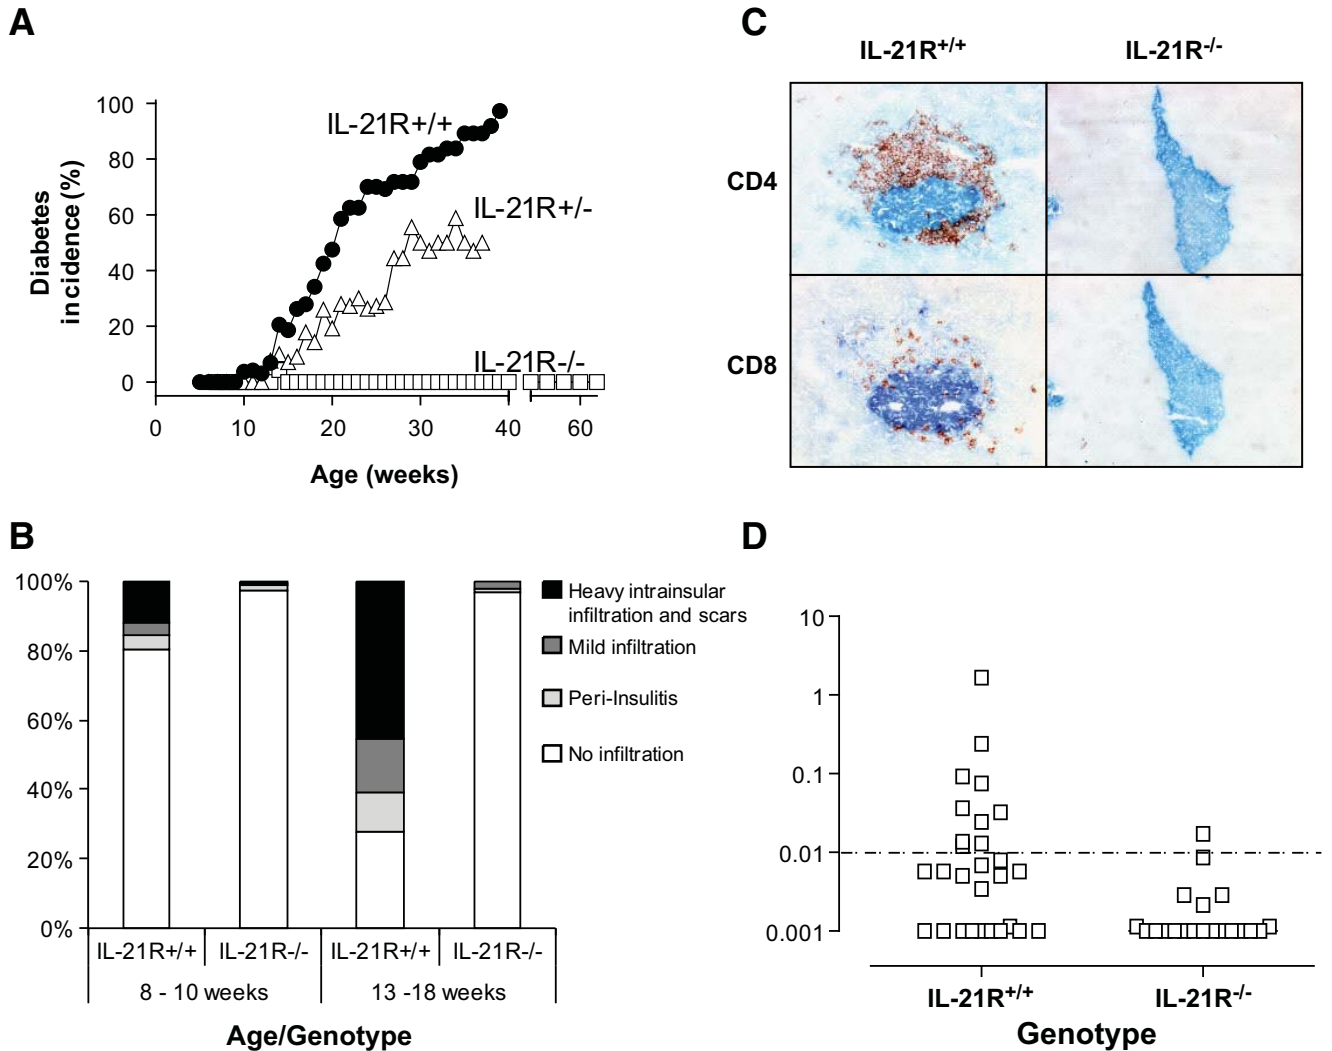 A
Diabetes
incidence (%)
100
80
60
40
20
0
IL-21R+/+
IL-21R+/-
IL-21R-/-
0 10 20 30 40 60
Age (weeks)
B
100%
80%
60%
40%
20%
0%
Heavy intrainsular
infiltration and scars
Mild infiltration
Peri-Insulitis
No infiltration
IL-21R+/+ IL-21R-/- IL-21R+/+ IL-21R-/-
8 - 10 weeks 13 -18 weeks
Age/Genotype
C
IL-21R+/+ IL-21R-/-
CD4
CD8
D
10
1
0.1
0.01
0.001
IL-21R+/+ IL-21R-/-
Genotype